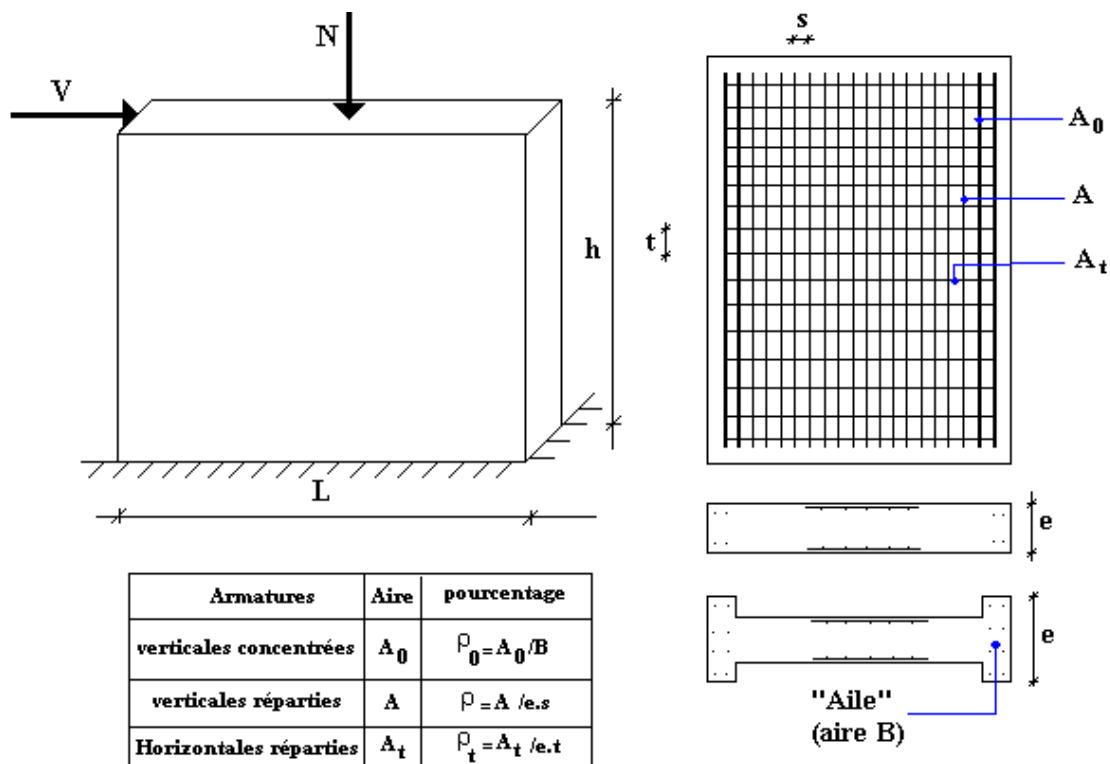 N
s
V
A0
A
h
t
At
L
e
Armatures Aire pourcentage
verticales concentrées A0 ρ0=A0/B
verticales réparties A ρ=A/e.s
Horizontales réparties At ρt=At/e.t
e
"Aile"
(aire B)